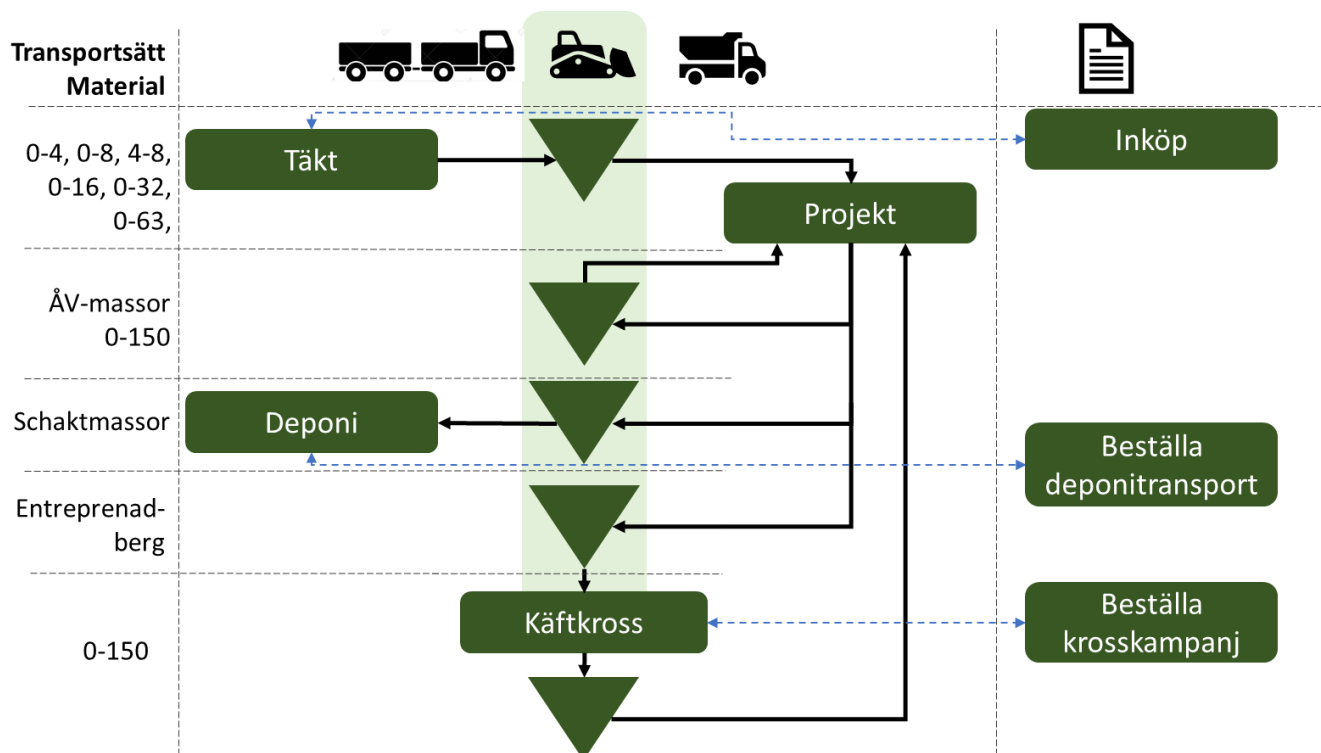 Transportsätt
Material
0-4, 0-8, 4-8,
0-16, 0-32,
0-63,
Täkt
Inköp
Projekt
ÅV-massor
0-150
Schaktmassor
Deponi
Beställa
deponitransport
Entreprenad-
berg
Käftkross
Beställa
krosskampanj
0-150